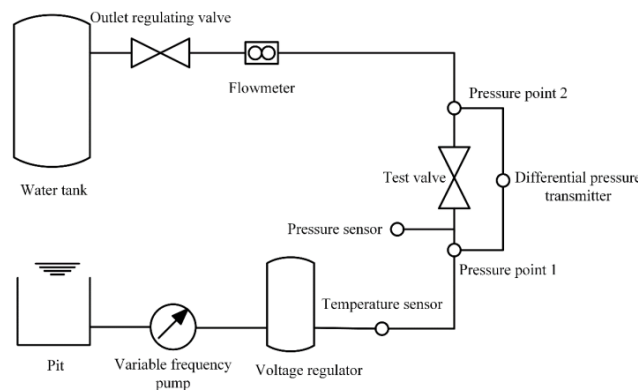 Outlet regulating valve
Flowmeter
Pressure point 2
Water tank
Test valve
Differential pressure
transmitter
Pressure sensor
Pressure point 1
Temperature sensor
Pit
Variable frequency
pump
Voltage regulator